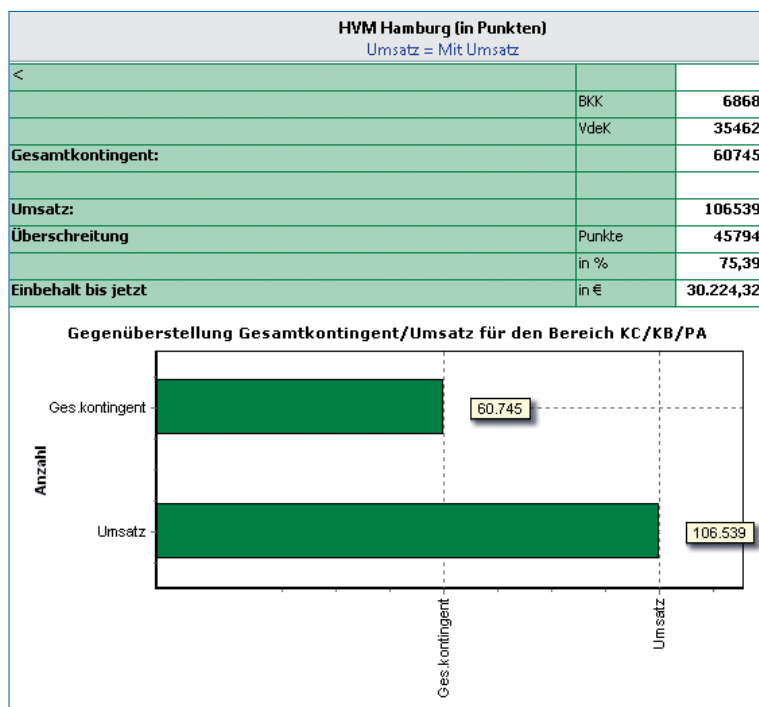 HVM Hamburg (in Punkten)
Umsatz = Mit Umsatz
<
BKK 6868
VdeK 35462
Gesamtkontingent: 60745
Umsatz: 106539
Überschreitung Punkte 45794
in % 75,39
Einbehalt bis jetzt in € 30.224,32
Gegenüberstellung Gesamtkontingent/Umsatz für den Bereich KC/KB/PA
Anzahl
Ges.kontingent 60.745
Umsatz 106.539
Ges.kontingent
Umsatz